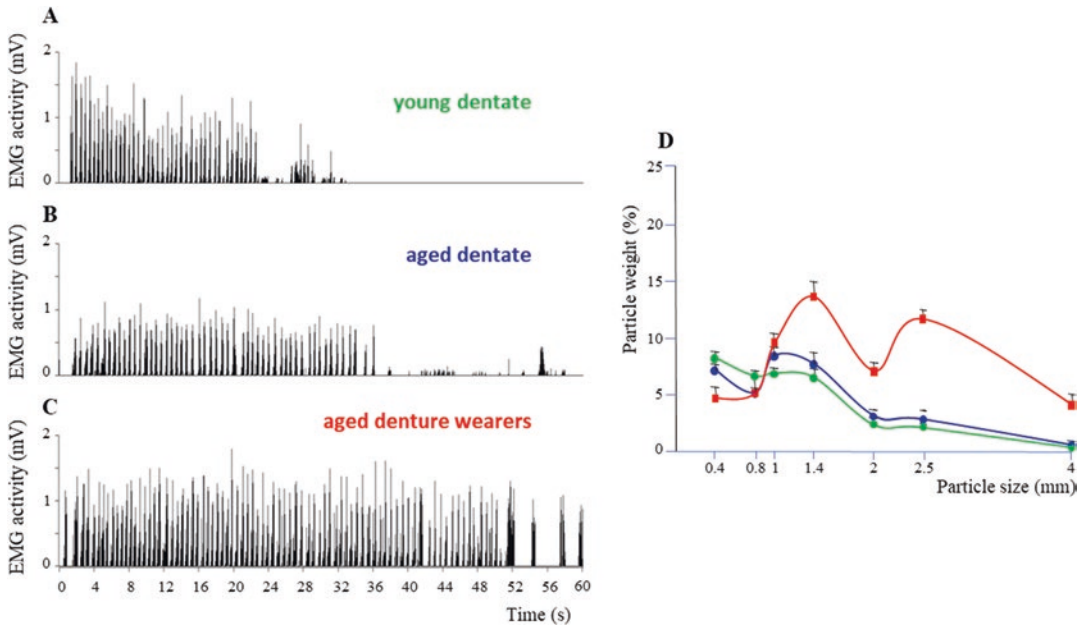 A
EMG activity (mV)
2
1
0
young dentate
B
EMG activity (mV)
2
1
0
aged dentate
C
EMG activity (mV)
2
1
0
aged denture wearers
0 4 8 12 16 20 24 28 32 36 40 44 48 52 56 60
Time (s)
D
Particle weight (%)
25
20
15
10
5
0
0.4 0.8 1 1.4 2 2.5 4
Particle size (mm)